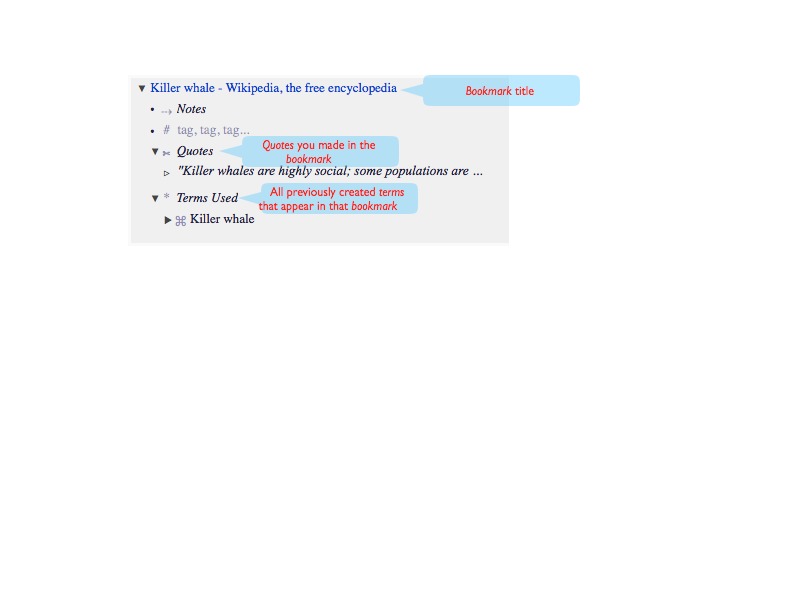 Killer whale - Wikipedia, the free encyclopedia
Bookmark title
Notes
# tag, tag, tag...
Quotes
Quotes you made in the
bookmark
"Killer whales are highly social; some populations are ...
* Terms Used
All previously created terms
that appear in that bookmark
⌘ Killer whale